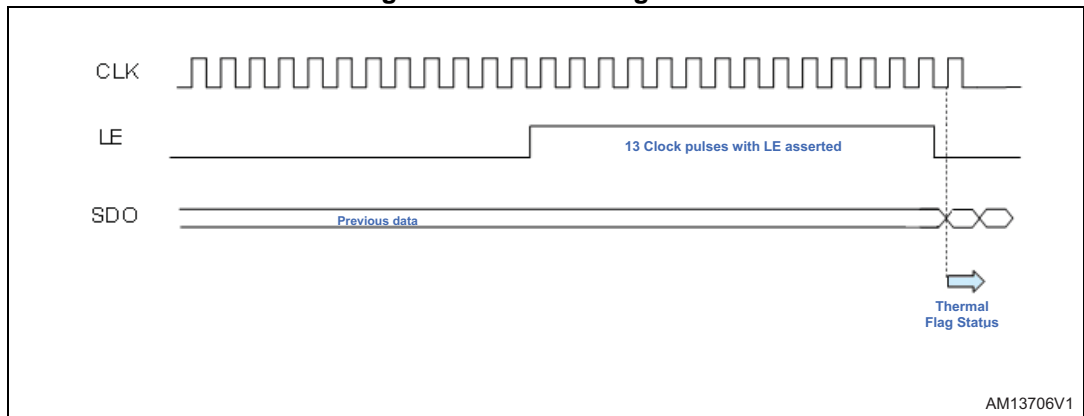 CLK
LE
13 Clock pulses with LE asserted
SDO
Previous data
Thermal
Flag Status
AM13706V1